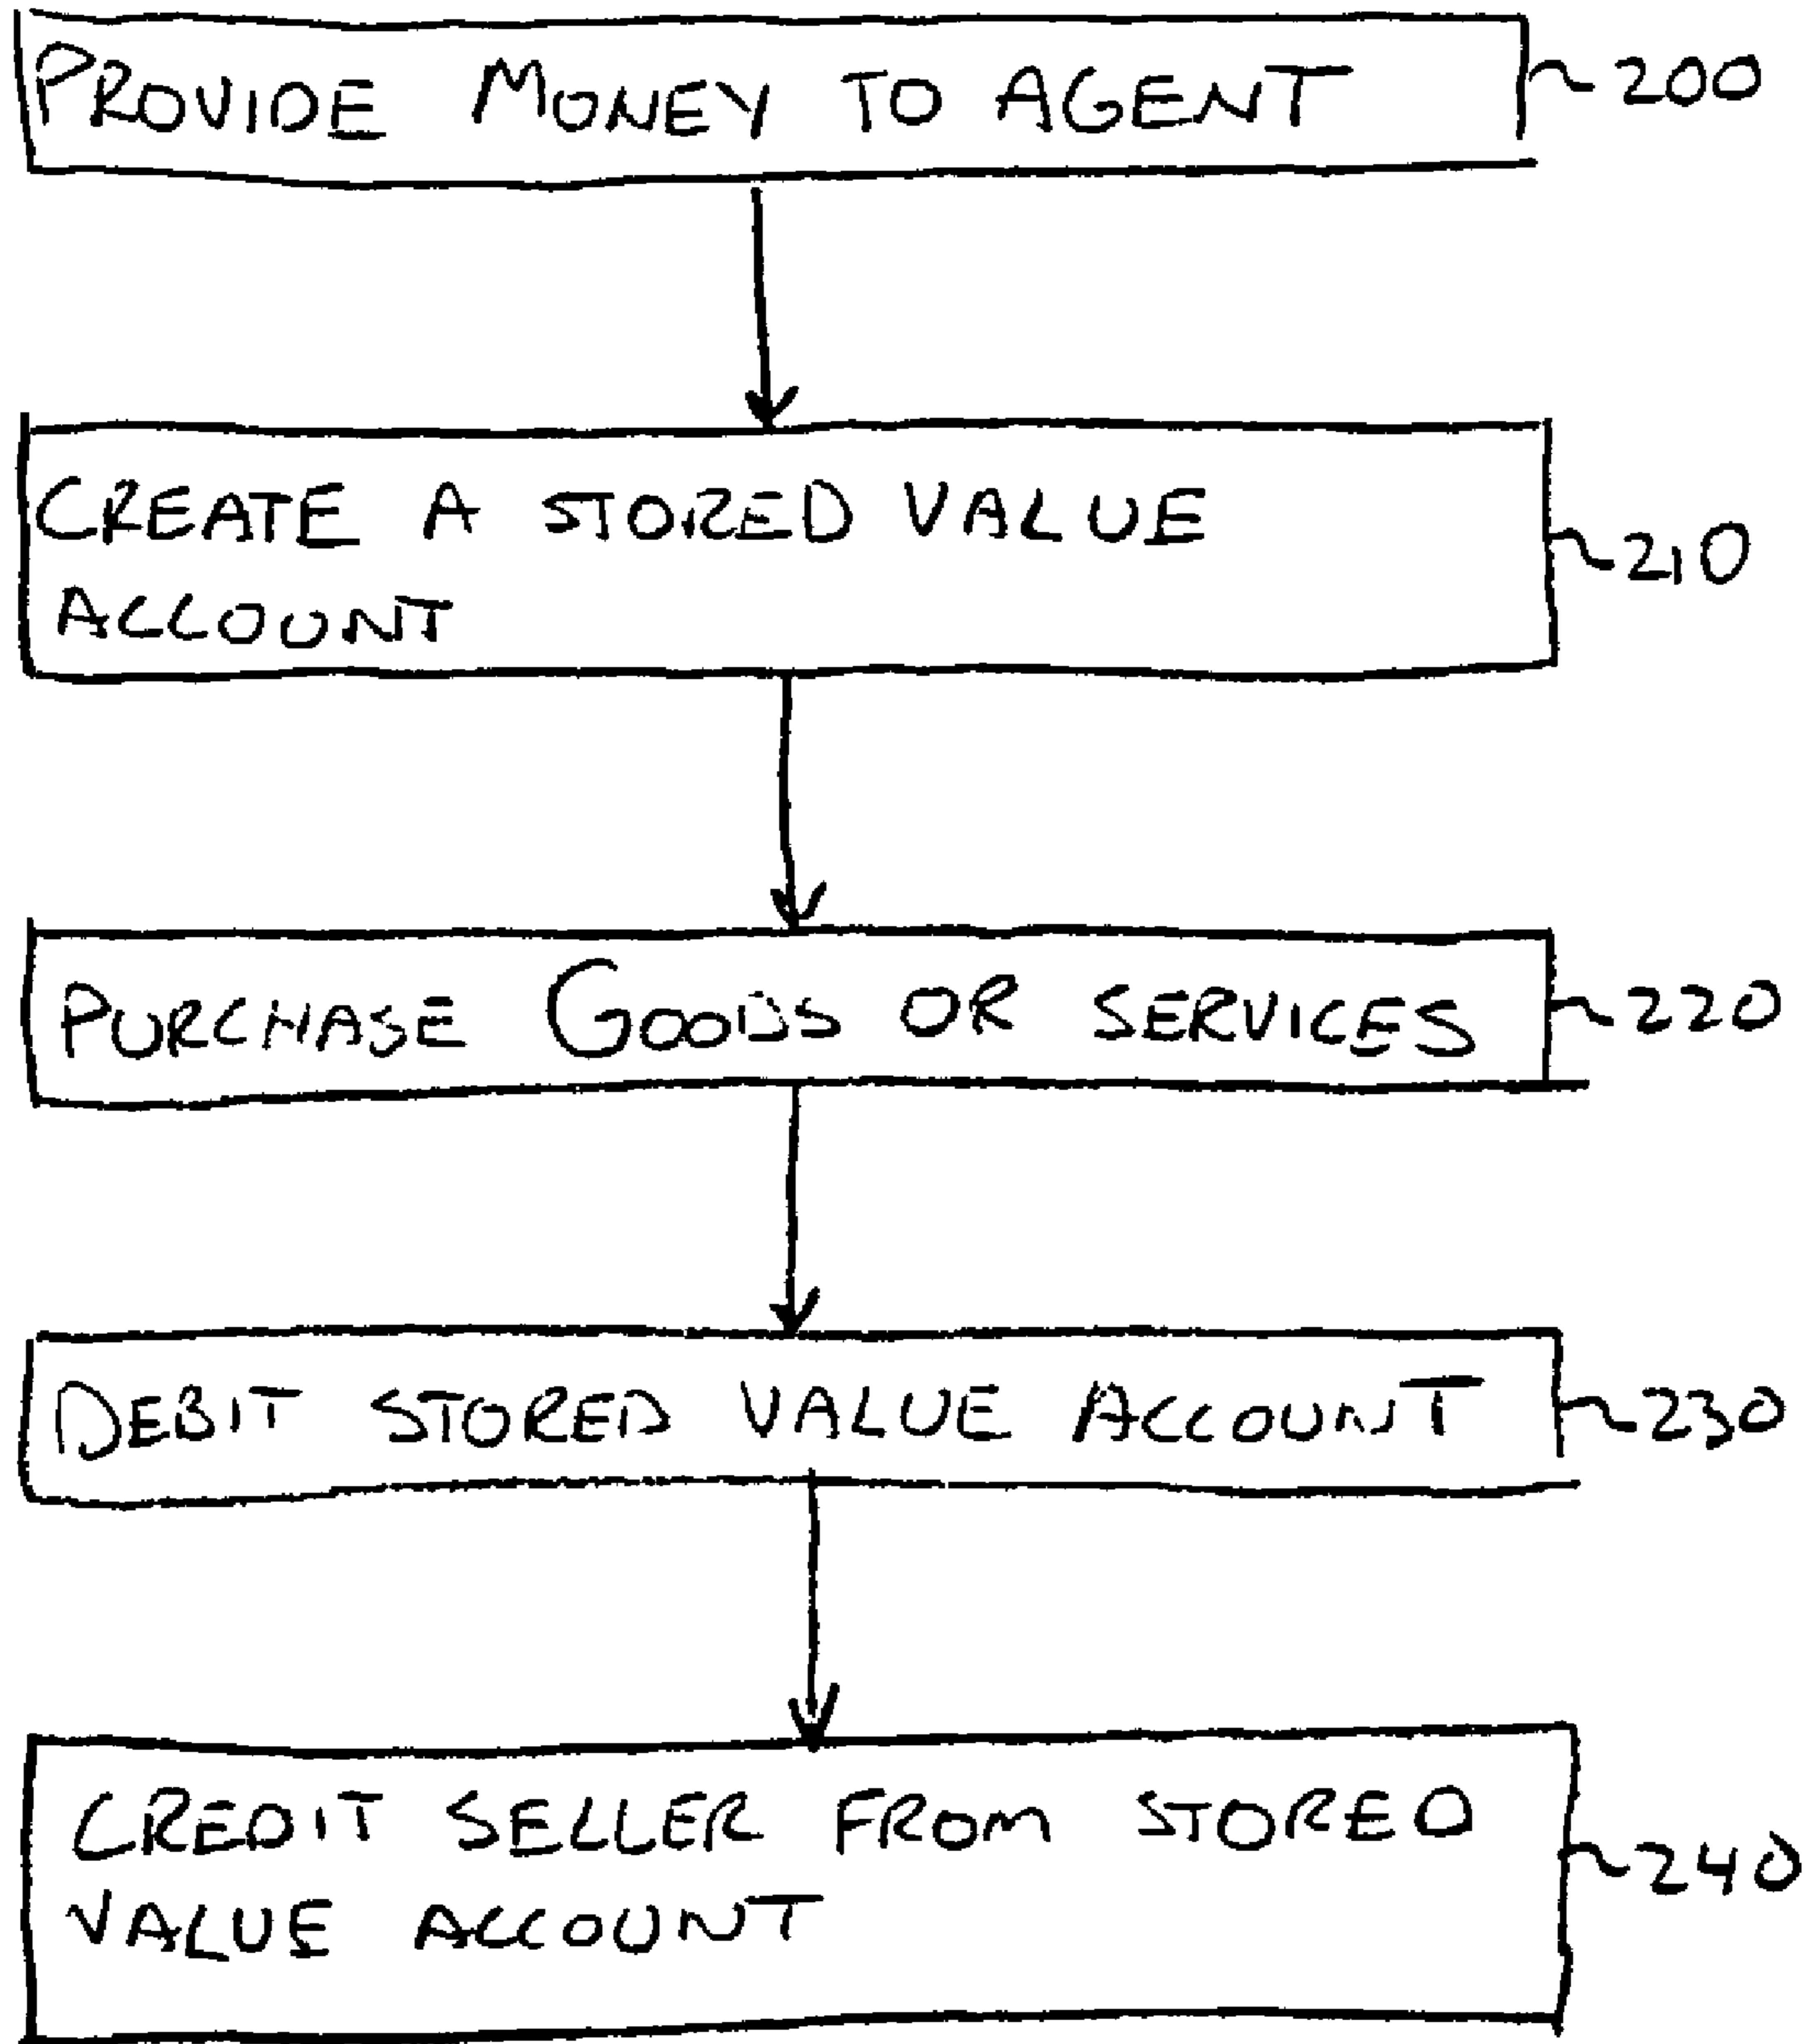 PROVIDE MONEY TO AGENT 200
CREATE A STORED VALUE
ACCOUNT
210
PURCHASE GOODS OR SERVICES 220
DEBIT STORED VALUE ACCOUNT 230
CREDIT SELLER FROM STORED
VALUE ACCOUNT
240